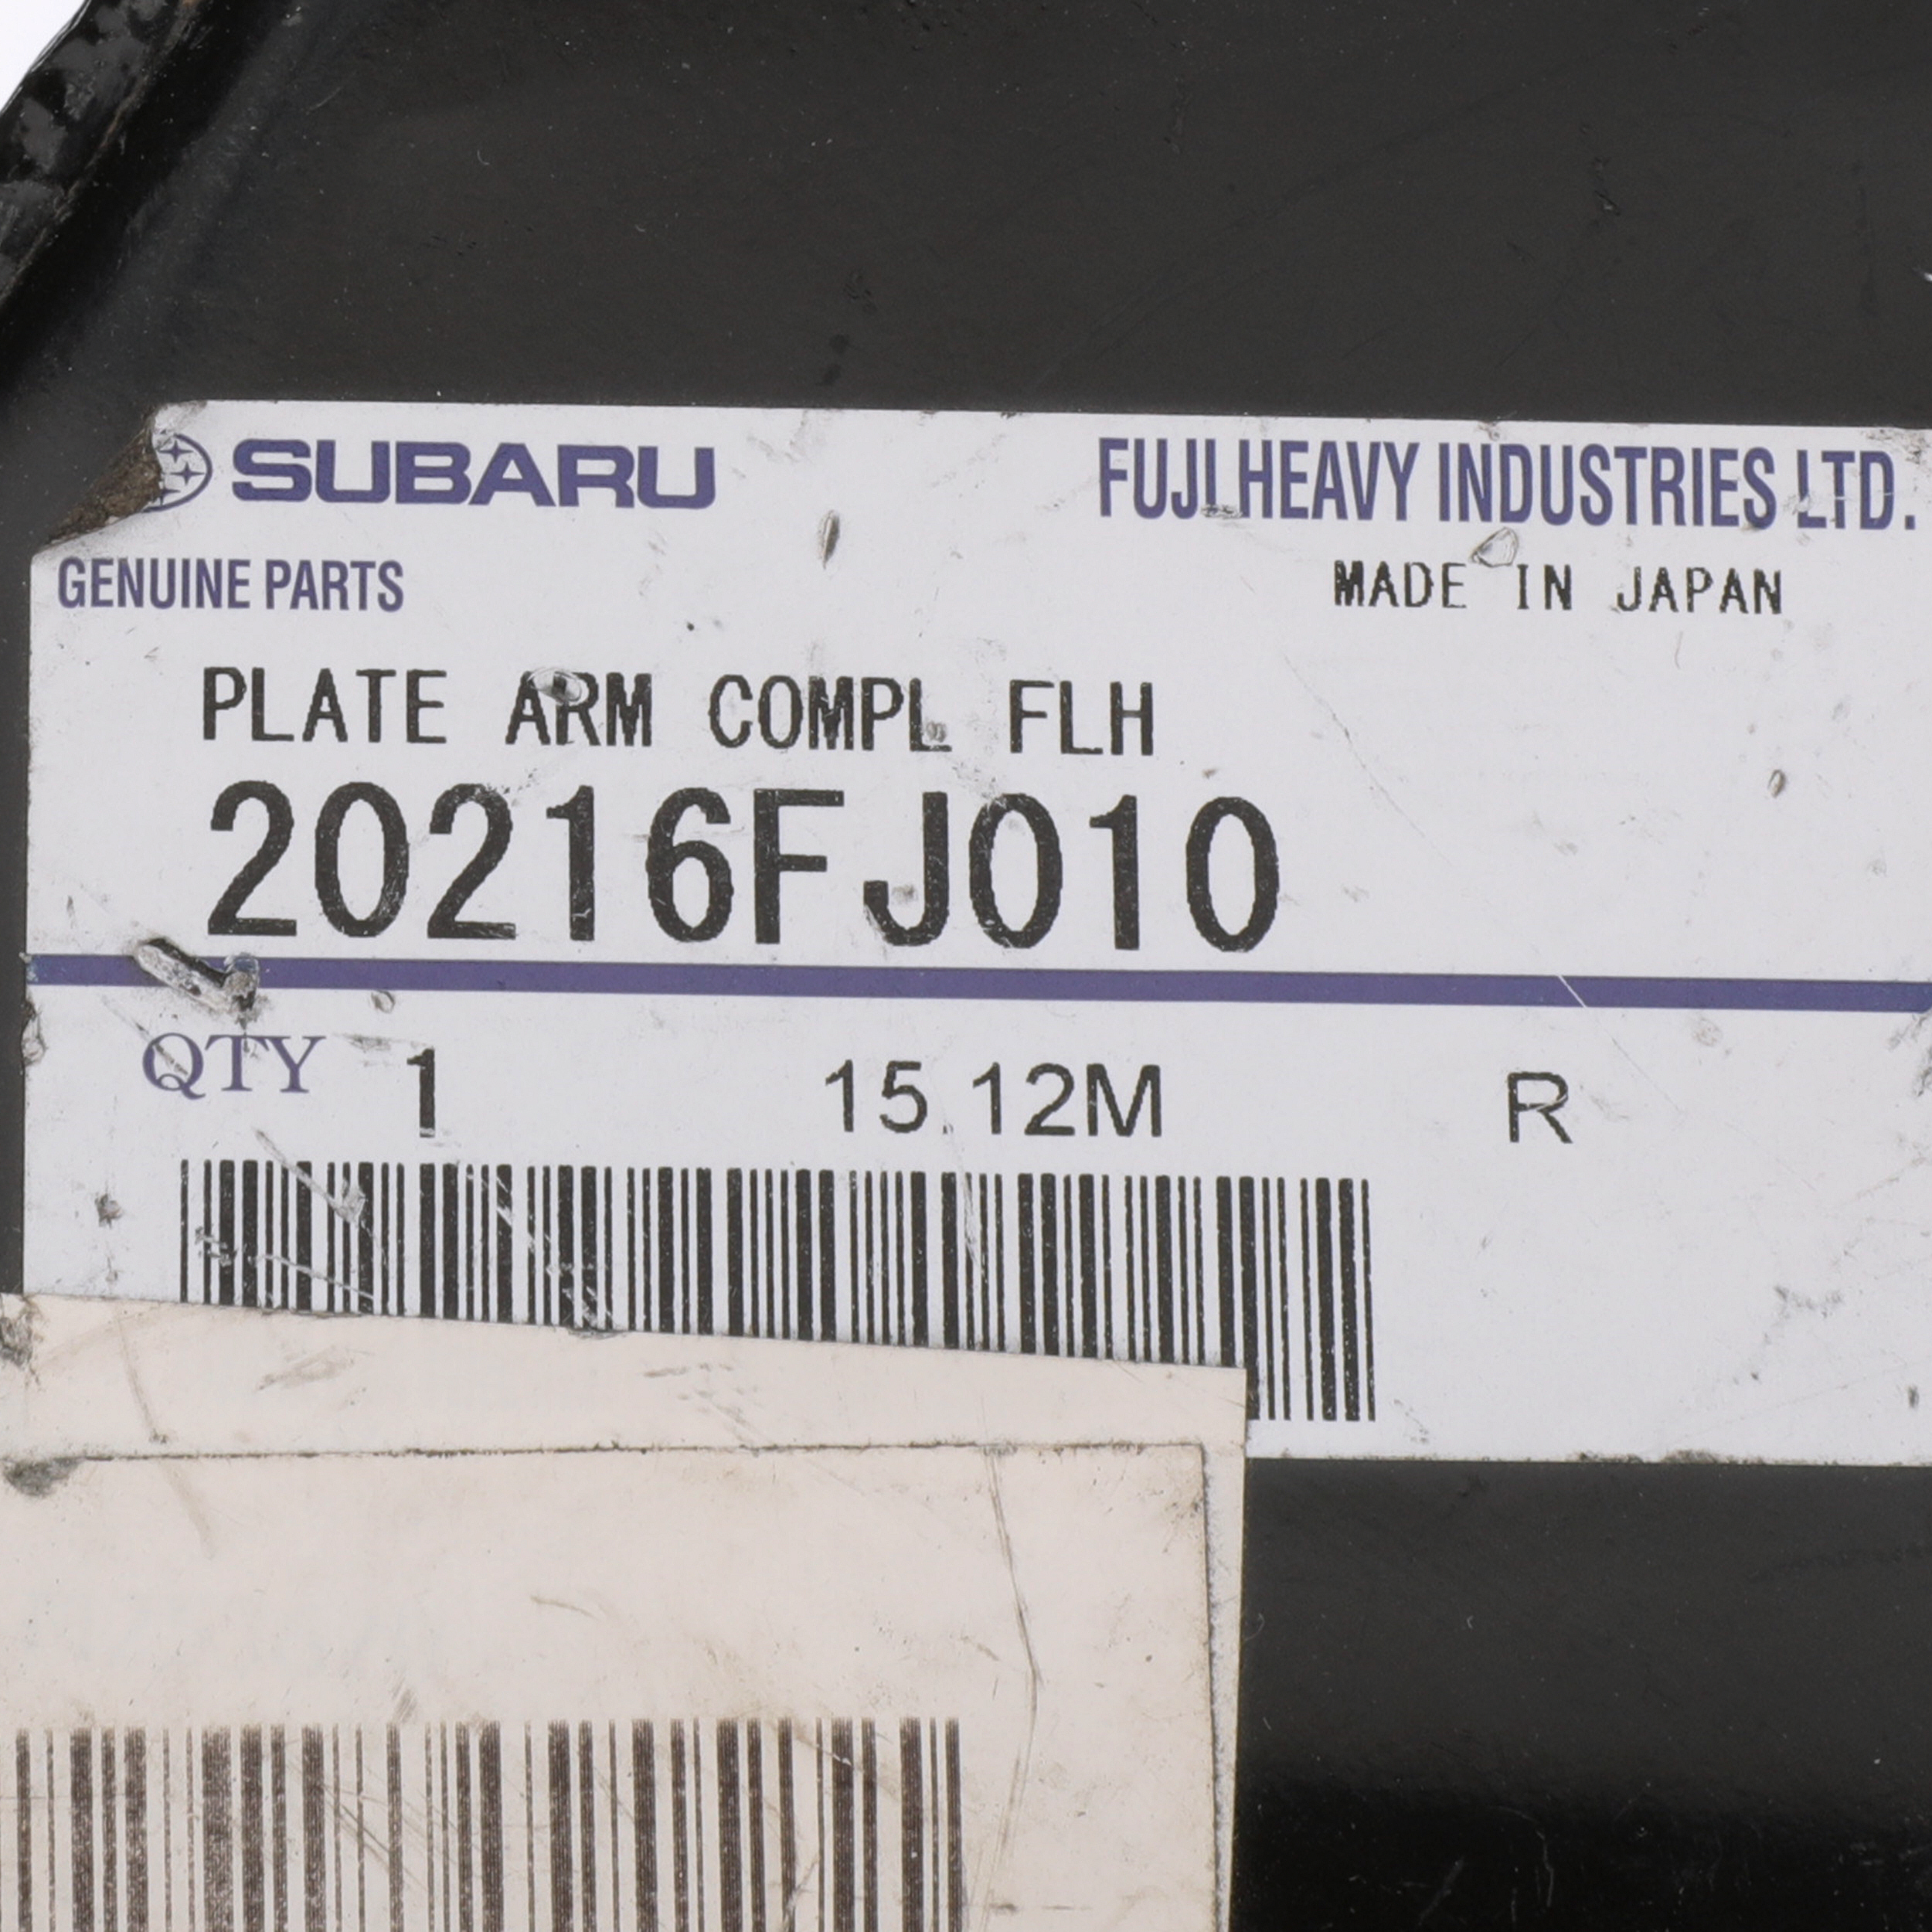 SUBARU
FUJI HEAVY INDUSTRIES LTD.
GENUINE PARTS
MADE IN JAPAN
PLATE ARM COMPL FLH
20216FJ010
QTY 1 15.12M R